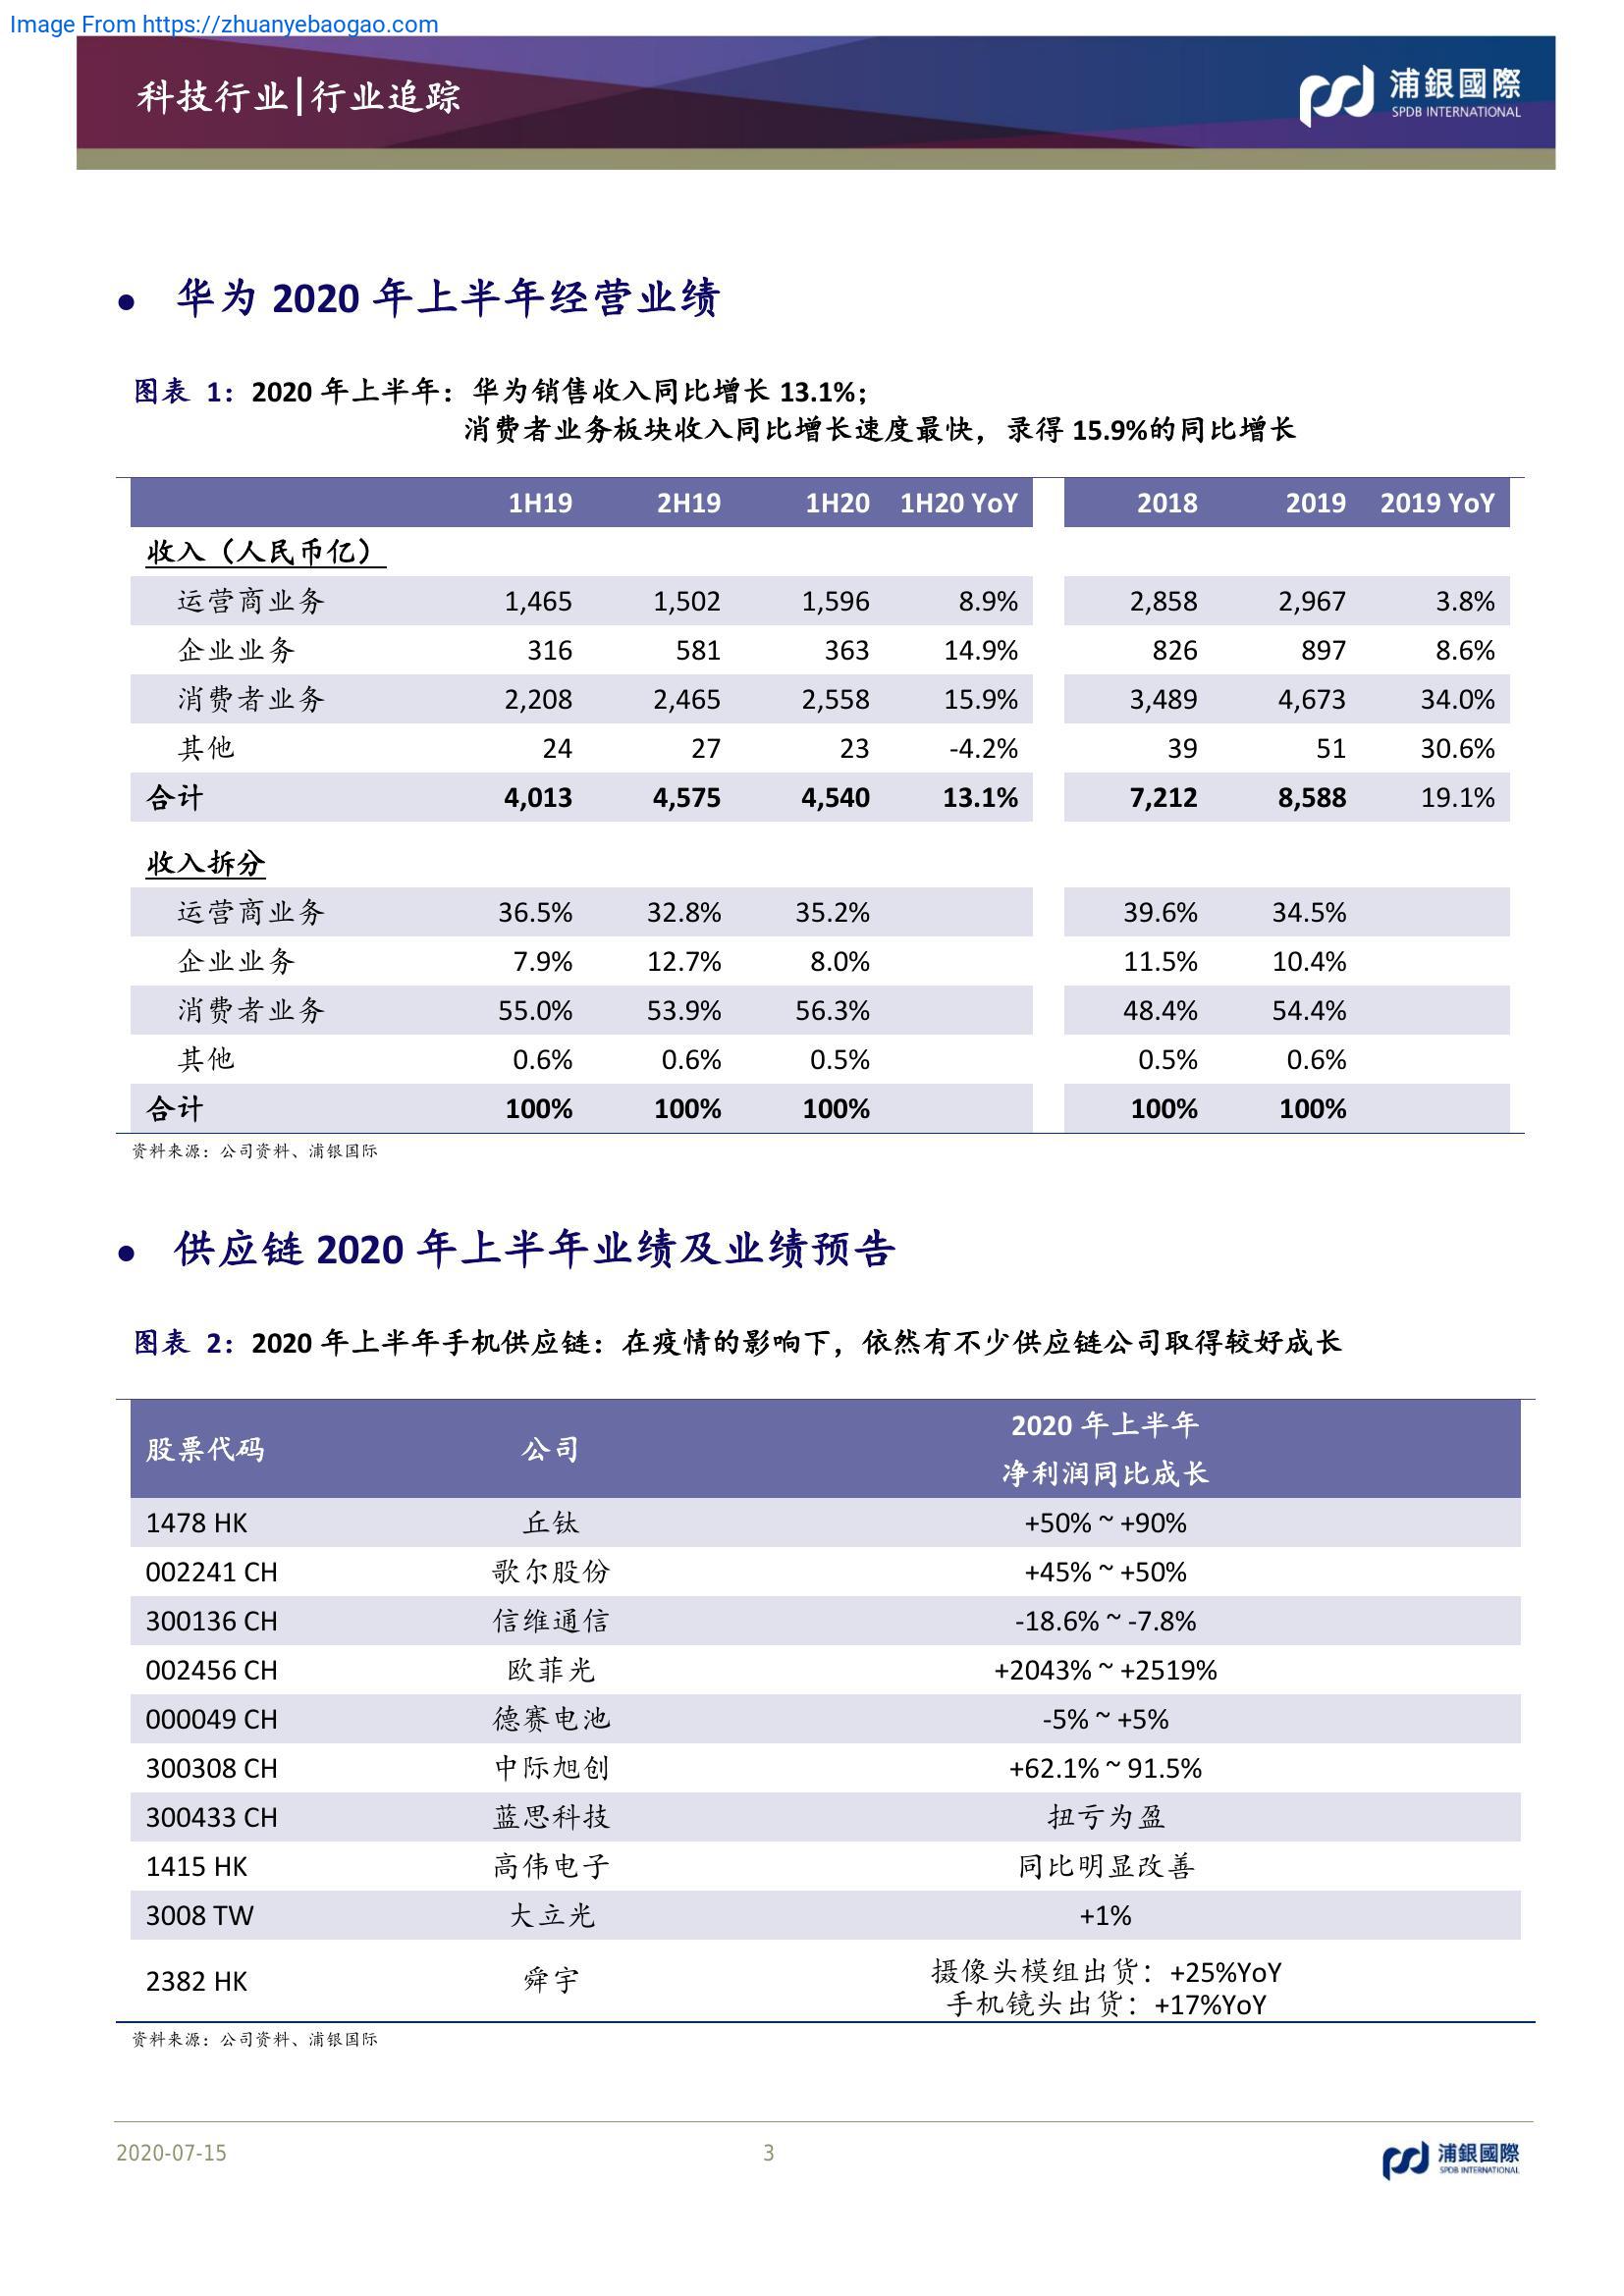 Image From https://zhuanyebaogao.com
科技行业|行业追踪
浦銀國際
SPDB INTERNATIONAL
● 华为 2020 年上半年经营业绩
图表 1：2020 年上半年：华为销售收入同比增长 13.1%；
消费者业务板块收入同比增长速度最快，录得 15.9%的同比增长
1H19 2H19 1H20 1H20 YoY 2018 2019 2019 YoY
收入（人民币亿）
运营商业务 1,465 1,502 1,596 8.9% 2,858 2,967 3.8%
企业业务 316 581 363 14.9% 826 897 8.6%
消费者业务 2,208 2,465 2,558 15.9% 3,489 4,673 34.0%
其他 24 27 23 -4.2% 39 51 30.6%
合计 4,013 4,575 4,540 13.1% 7,212 8,588 19.1%
收入拆分
运营商业务 36.5% 32.8% 35.2% 39.6% 34.5%
企业业务 7.9% 12.7% 8.0% 11.5% 10.4%
消费者业务 55.0% 53.9% 56.3% 48.4% 54.4%
其他 0.6% 0.6% 0.5% 0.5% 0.6%
合计 100% 100% 100% 100% 100%
资料来源：公司资料、浦银国际
● 供应链 2020 年上半年业绩及业绩预告
图表 2：2020 年上半年手机供应链：在疫情的影响下，依然有不少供应链公司取得较好成长
股票代码 公司 2020 年上半年
净利润同比成长
1478 HK 丘钛 +50% ~ +90%
002241 CH 歌尔股份 +45% ~ +50%
300136 CH 信维通信 -18.6% ~ -7.8%
002456 CH 欧菲光 +2043% ~ +2519%
000049 CH 德赛电池 -5% ~ +5%
300308 CH 中际旭创 +62.1% ~ 91.5%
300433 CH 蓝思科技 扭亏为盈
1415 HK 高伟电子 同比明显改善
3008 TW 大立光 +1%
2382 HK 舜宇 摄像头模组出货：+25%YoY
手机镜头出货：+17%YoY
资料来源：公司资料、浦银国际
2020-07-15 3 浦銀國際
SPDB INTERNATIONAL